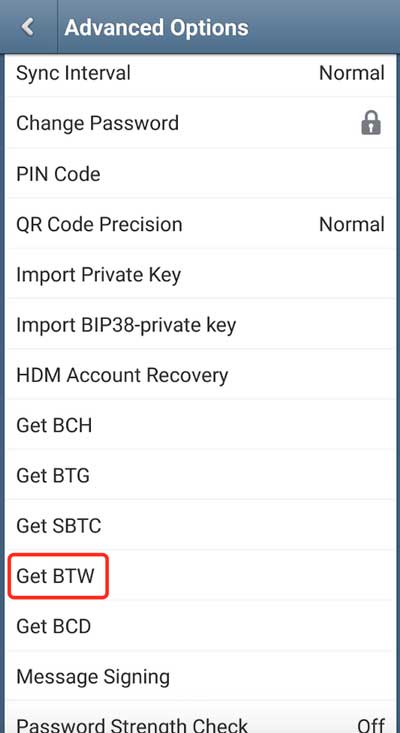 Advanced Options
Sync Interval Normal
Change Password
PIN Code
QR Code Precision Normal
Import Private Key
Import BIP38-private key
HDM Account Recovery
Get BCH
Get BTG
Get SBTC
Get BTW
Get BCD
Message Signing
Password Strength Check Off